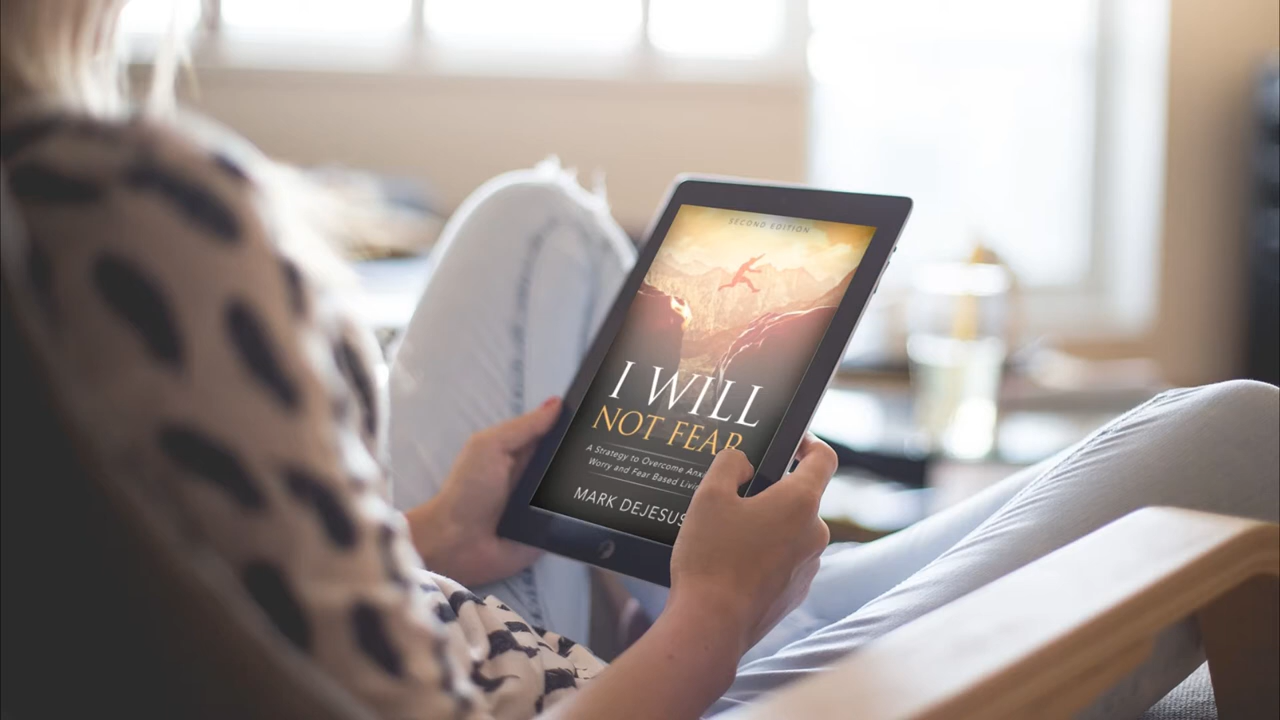 SECOND EDITION
I WILL
NOT FEAR
A Strategy to Overcome
Worry and Fear Based
MARK DEJESUS